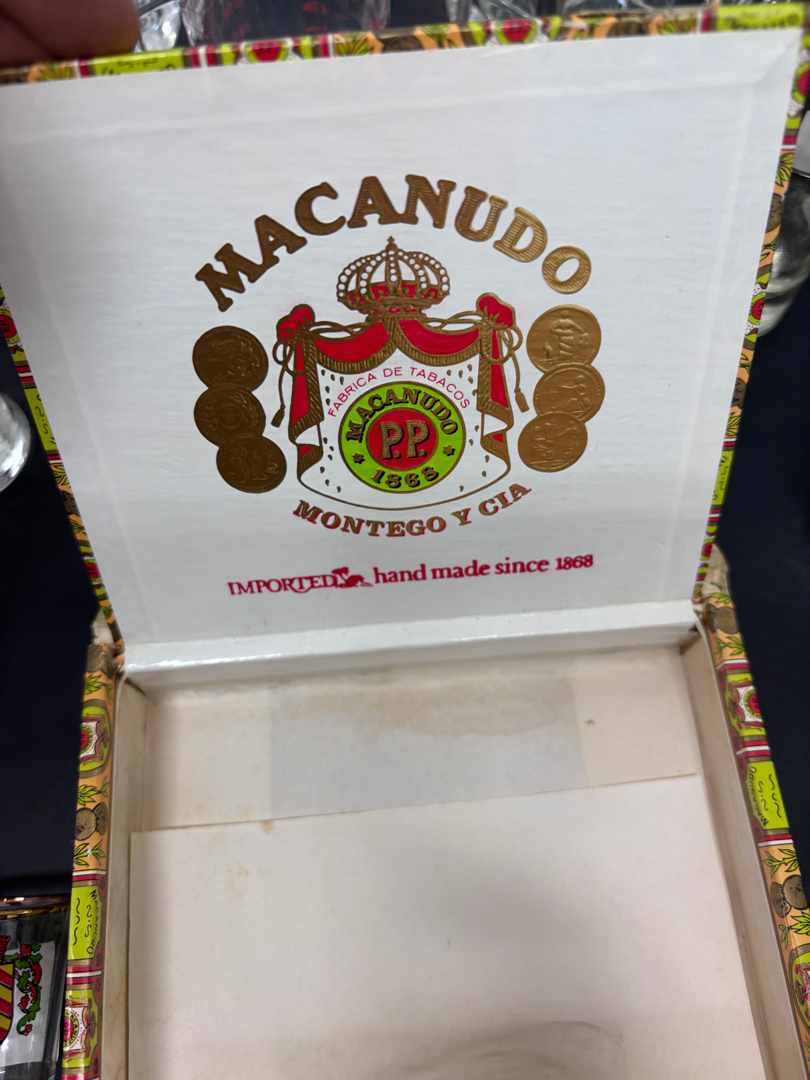 MACANUDO
FABRICA DE TABACOS
MACANUDO
P.P.
1868
MONTEGO Y CIA
IMPORTED hand made since 1868